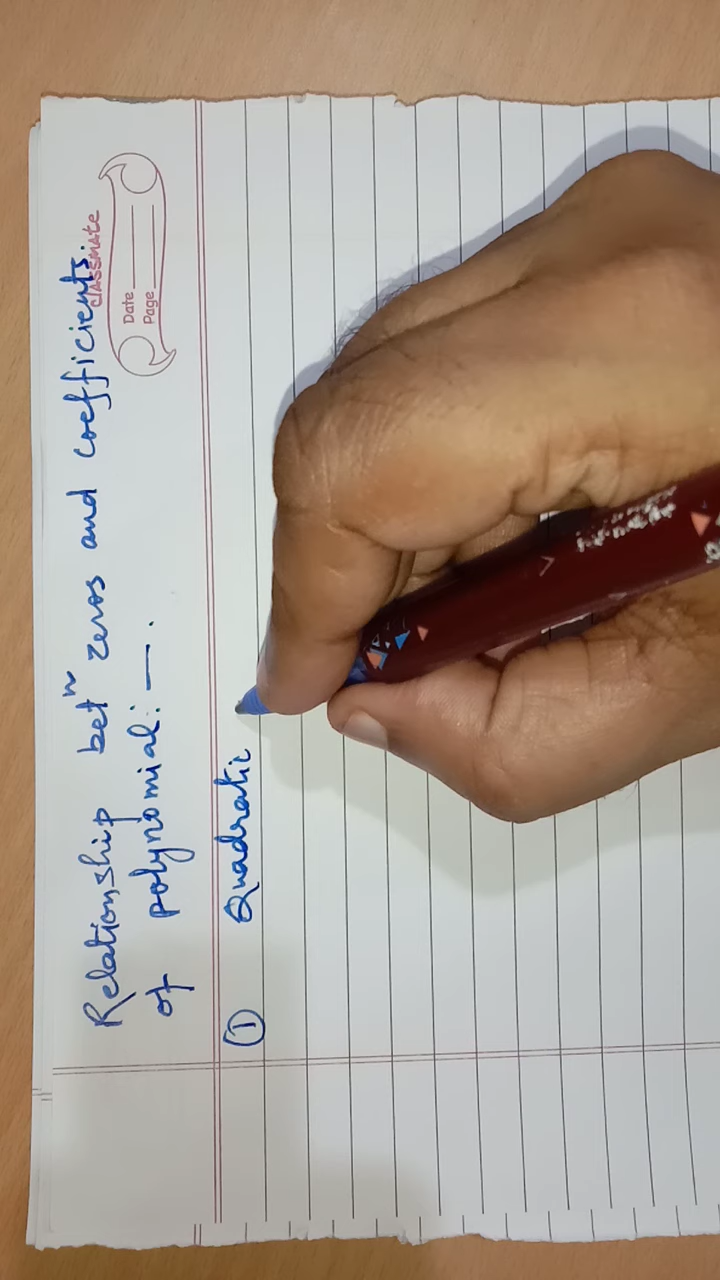 classmate
Date
Page
Relationship betⁿ zeros and coefficients.
of polynomial:—.
① Quadratic